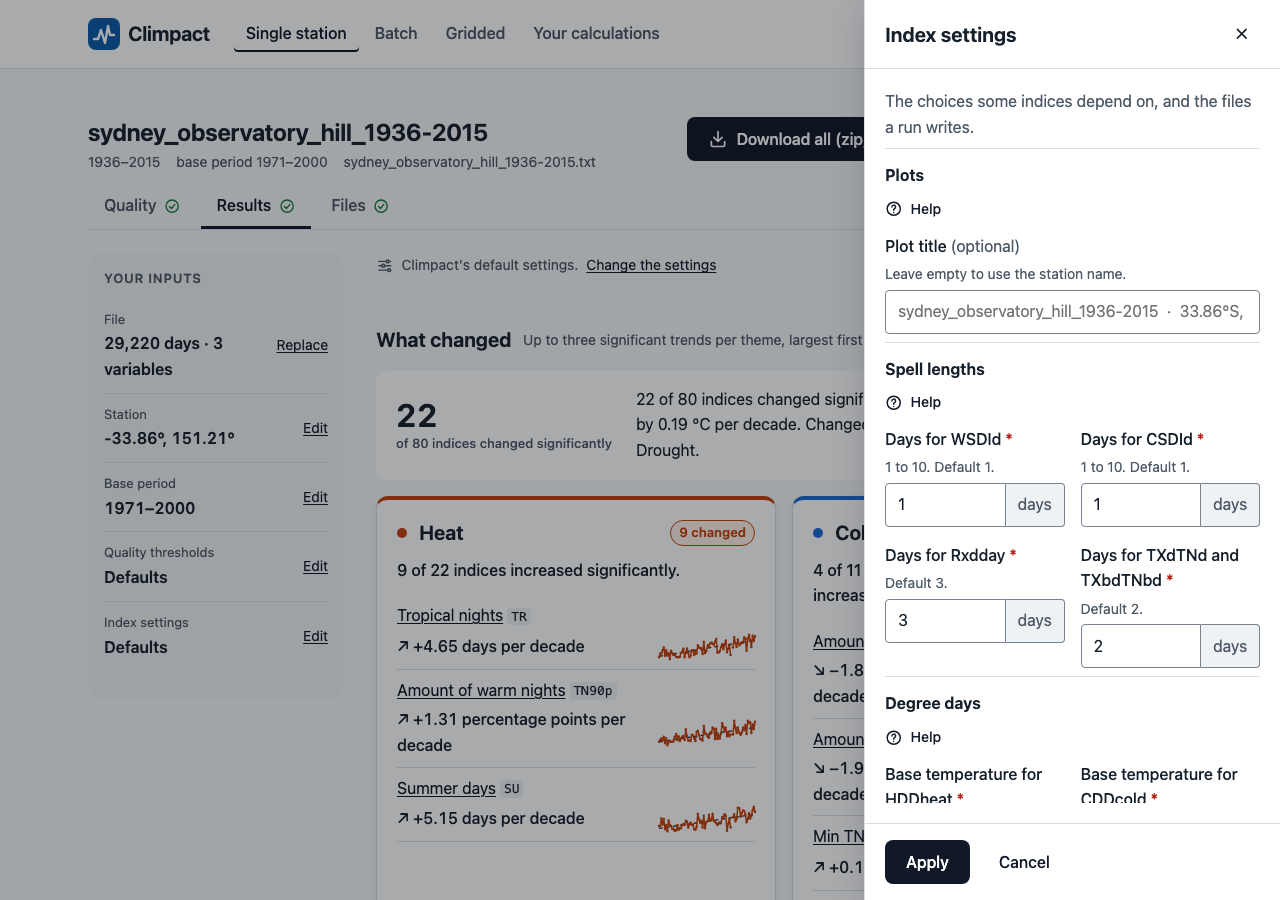 Climpact
Single station
Batch
Gridded
Your calculations
sydney_observatory_hill_1936-2015
1936–2015 base period 1971–2000 sydney_observatory_hill_1936-2015.txt
Download all (zip
Quality
Results
Files
YOUR INPUTS
File
29,220 days · 3
variables
Replace
Station
-33.86°, 151.21°
Edit
Base period
1971–2000
Edit
Quality thresholds
Defaults
Edit
Index settings
Defaults
Edit
Climpact's default settings. Change the settings
What changed Up to three significant trends per theme, largest first
22
of 80 indices changed significantly
22 of 80 indices changed signif
by 0.19 °C per decade. Change
Drought.
Heat
9 changed
9 of 22 indices increased significantly.
Tropical nights TR
↗ +4.65 days per decade
Amount of warm nights TN90p
↗ +1.31 percentage points per
decade
Summer days SU
↗ +5.15 days per decade
Col
4 of 11
increas
Amoun
↘ −1.8
decade
Amoun
↘ −1.9
decade
Min TN
↗ +0.1
Index settings
The choices some indices depend on, and the files
a run writes.
Plots
Help
Plot title (optional)
Leave empty to use the station name.
sydney_observatory_hill_1936-2015 · 33.86°S,
Spell lengths
Help
Days for WSDId *
1 to 10. Default 1.
1 days
Days for CSDId *
1 to 10. Default 1.
1 days
Days for Rxdday *
Default 3.
3 days
Days for TXdTNd and
TXbdTNbd *
Default 2.
2 days
Degree days
Help
Base temperature for
HDDheat *
Base temperature for
CDDcold *
Apply
Cancel